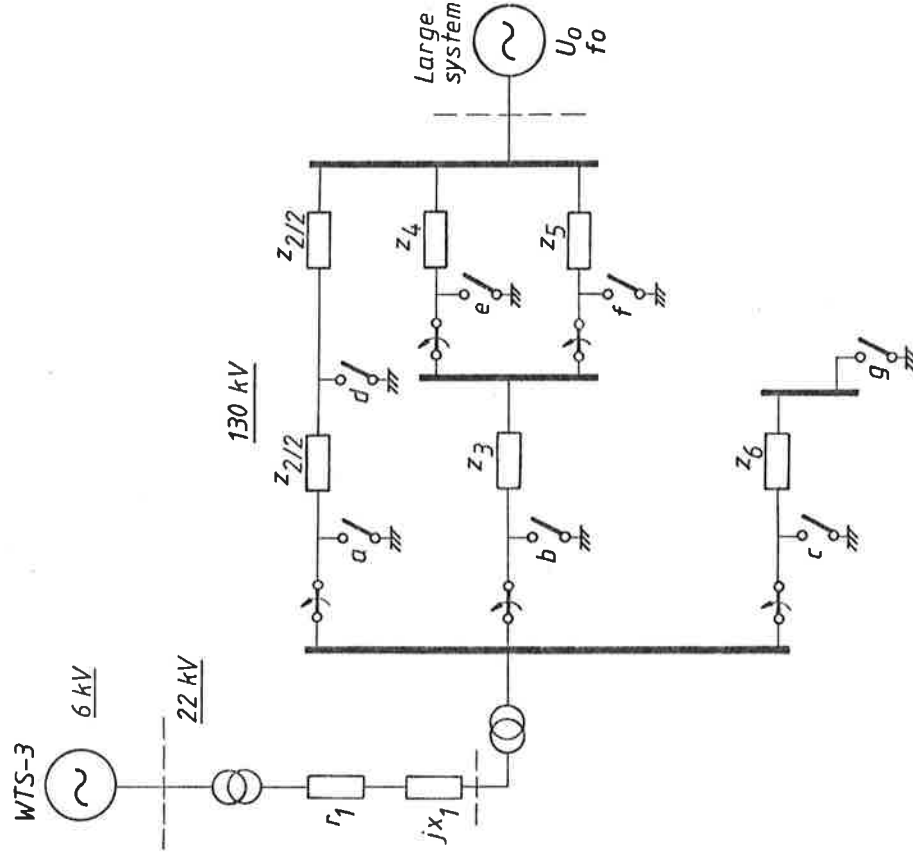 WTS-3
6 kV
22 kV
r1
jx1
130 kV
Large
system
U0
f0
z2/2
z2/2
a
d
z3
z4
z5
b
e
f
z6
c
g